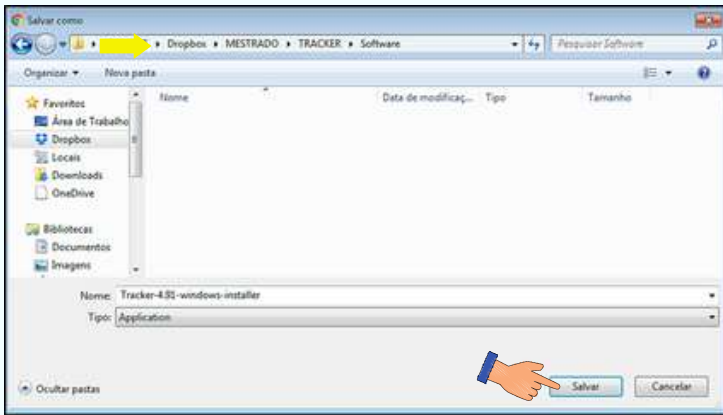 Salvar como
Dropbox MESTRADO TRACKER Software
Pesquisar Software
Organizar Nova pasta
Nome Data de modificaç... Tipo Tamanho
Favoritos
Área de Trabalho
Dropbox
Locais
Downloads
OneDrive
Bibliotecas
Documentos
Imagens
Nome: Tracker-4.91-windows-installer
Tipo: Application
Ocultar pastas
Salvar Cancelar